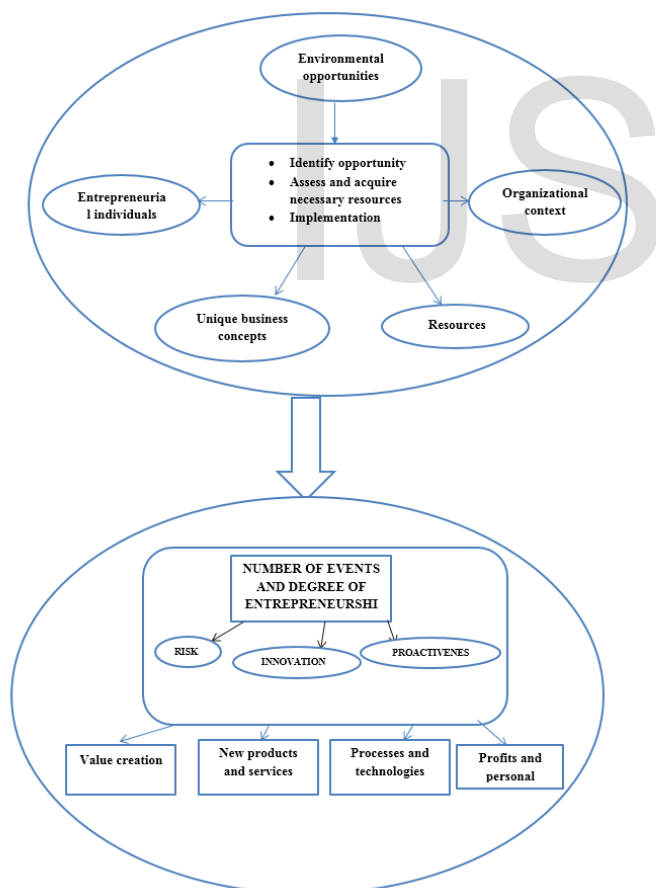 Environmental
opportunities
IJS
• Identify opportunity
• Assess and acquire
necessary resources
• Implementation
Entrepreneuria
l individuals
Organizational
context
Unique business
concepts
Resources
NUMBER OF EVENTS
AND DEGREE OF
ENTREPRENEURSHI
RISK
INNOVATION
PROACTIVENES
Value creation
New products
and services
Processes and
technologies
Profits and
personal